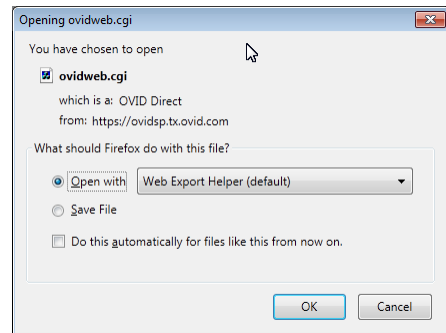 Opening ovidweb.cgi
You have chosen to open
ovidweb.cgi
which is a: OVID Direct
from: https://ovidsp.tx.ovid.com
What should Firefox do with this file?
Open with Web Export Helper (default)
Save File
Do this automatically for files like this from now on.
OK Cancel